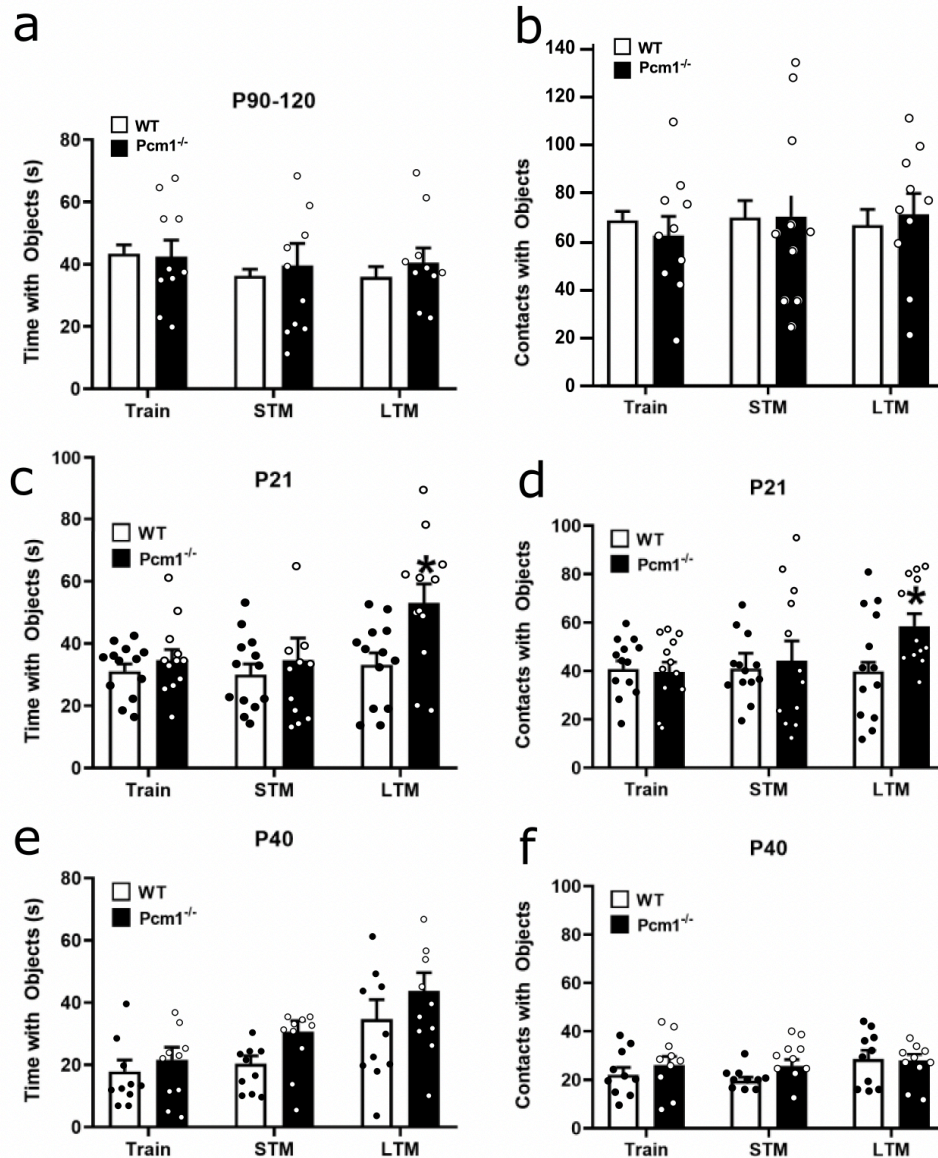 a
P90-120
WT
Pcm1-/-
Time with Objects (s)
80
60
40
20
0
Train STM LTM
b
WT
Pcm1-/-
Contacts with Objects
140
120
100
80
60
40
20
0
Train STM LTM
c
P21
WT
Pcm1-/-
Time with Objects (s)
100
80
60
40
20
0
*
Train STM LTM
d
P21
WT
Pcm1-/-
Contacts with Objects
100
80
60
40
20
0
*
Train STM LTM
e
P40
WT
Pcm1-/-
Time with Objects (s)
80
60
40
20
0
Train STM LTM
f
P40
WT
Pcm1-/-
Contacts with Objects
100
80
60
40
20
0
Train STM LTM